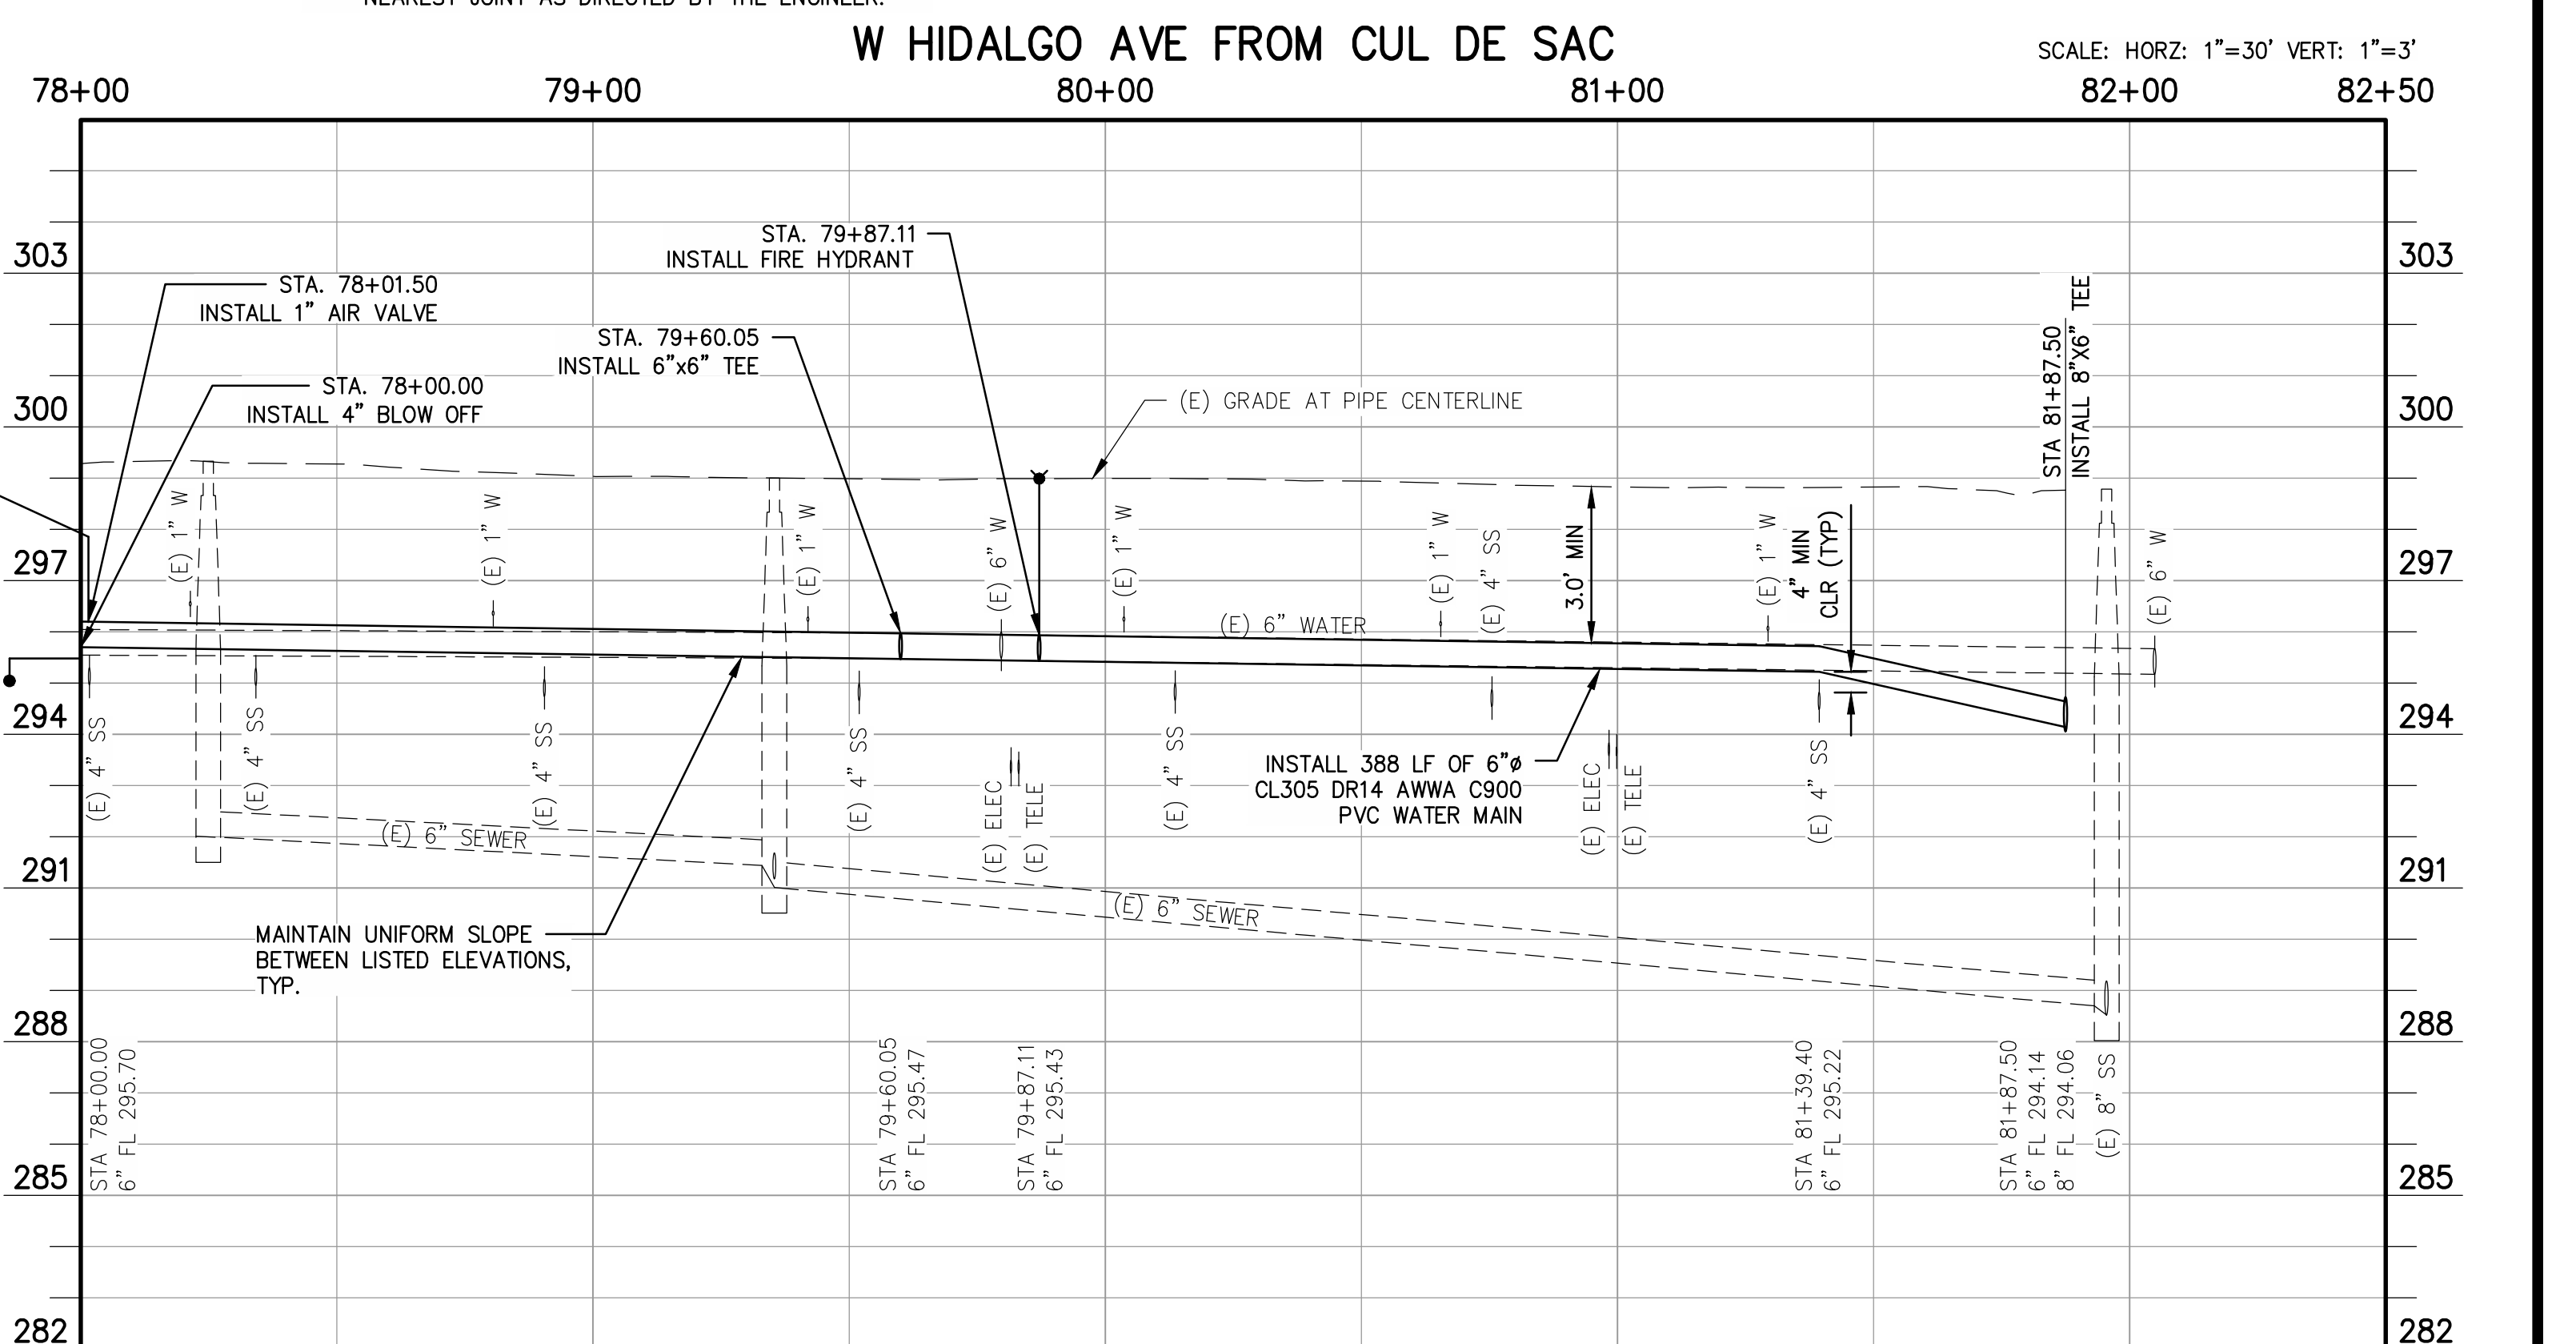 NEAREST JOINT AS DIRECTED BY THE ENGINEER.
W HIDALGO AVE FROM CUL DE SAC
SCALE: HORZ: 1"=30' VERT: 1"=3'
78+00
79+00
80+00
81+00
82+00
82+50
303
303
STA. 79+87.11
INSTALL FIRE HYDRANT
STA. 78+01.50
INSTALL 1" AIR VALVE
STA. 79+60.05
INSTALL 6"x6" TEE
STA 81+87.50
INSTALL 8"X6" TEE
STA. 78+00.00
INSTALL 4" BLOW OFF
(E) GRADE AT PIPE CENTERLINE
300
300
(E) 1" W
(E) 1" W
(E) 1" W
(E) 6" W
(E) 1" W
(E) 1" W
(E) 4" SS
3.0' MIN
(E) 1" W
4" MIN
CLR (TYP)
(E) 6" W
297
297
(E) 6" WATER
294
294
(E) 4" SS
(E) 4" SS
(E) 4" SS
(E) 4" SS
(E) ELEC
(E) TELE
(E) 4" SS
INSTALL 388 LF OF 6"ø
CL305 DR14 AWWA C900
PVC WATER MAIN
(E) ELEC
(E) TELE
(E) 4" SS
(E) 6" SEWER
291
291
(E) 6" SEWER
MAINTAIN UNIFORM SLOPE
BETWEEN LISTED ELEVATIONS,
TYP.
288
288
STA 78+00.00
6" FL 295.70
STA 79+60.05
6" FL 295.47
STA 79+87.11
6" FL 295.43
STA 81+39.40
6" FL 295.22
STA 81+87.50
6" FL 294.14
8" FL 294.06
(E) 8" SS
285
285
282
282